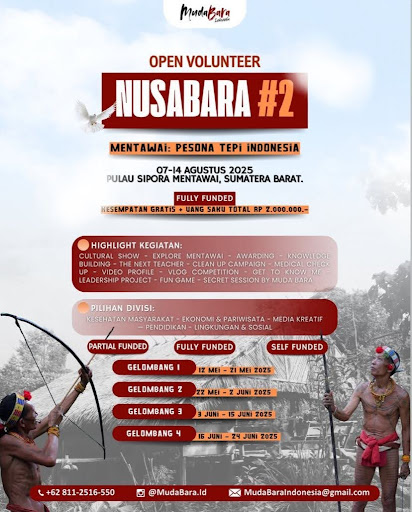 MudaBara
Indonesia
OPEN VOLUNTEER
NUSABARA #2
MENTAWAI: PESONA TEPI INDONESIA
07-14 AGUSTUS 2025
PULAU SIPORA MENTAWAI, SUMATERA BARAT.
FULLY FUNDED
KESEMPATAN GRATIS + UANG SAKU TOTAL RP 2.000.000,-
HIGHLIGHT KEGIATAN:
CULTURAL SHOW - EXPLORE MENTAWAI - AWARDING - KNOWLEDGE
BUILDING - THE NEXT TEACHER - CLEAN UP CAMPAIGN - MEDICAL CHECK
UP - VIDEO PROFILE - VLOG COMPETITION - GET TO KNOW ME -
LEADERSHIP PROJECT - FUN GAME - SECRET SESSION BY MUDA BARA
PILIHAN DIVISI:
KESEHATAN MASYARAKAT - EKONOMI & PARIWISATA - MEDIA KREATIF
- PENDIDIKAN - LINGKUNGAN & SOSIAL
PARTIAL FUNDED FULLY FUNDED SELF FUNDED
GELOMBANG 1 12 MEI - 21 MEI 2025
GELOMBANG 2 22 MEI - 2 JUNI 2025
GELOMBANG 3 3 JUNI - 15 JUNI 2025
GELOMBANG 4 16 JUNI - 24 JUNI 2025
+62 811-2516-550 @MudaBara.id MudaBaraIndonesia@gmail.com